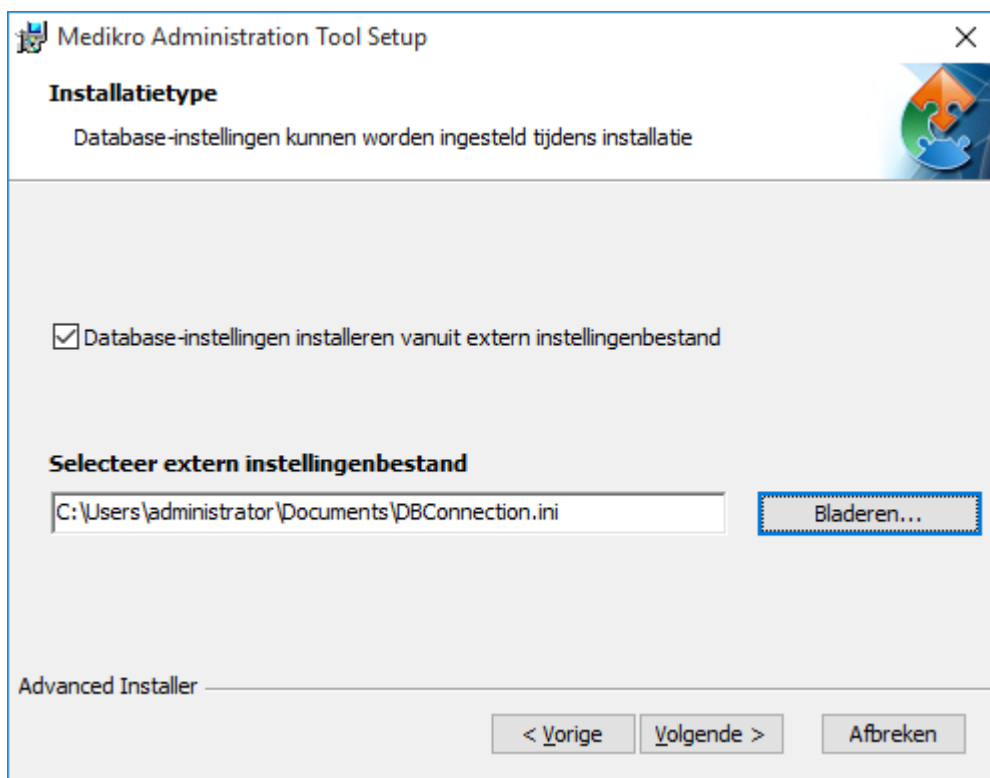 Medikro Administration Tool Setup
Installatietype
Database-instellingen kunnen worden ingesteld tijdens installatie
Database-instellingen installeren vanuit extern instellingenbestand
Selecteer extern instellingenbestand
C:\Users\administrator\Documents\DBConnection.ini
Bladeren...
Advanced Installer
< Vorige
Volgende >
Afbreken